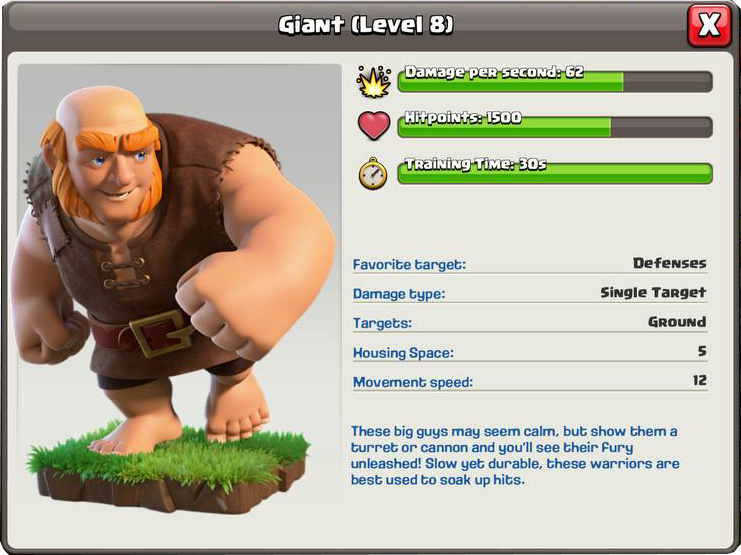 Giant (Level 8)
X
Damage per second: 62
Hitpoints: 1500
Training Time: 30s
Favorite target: Defenses
Damage type: Single Target
Targets: Ground
Housing Space: 5
Movement speed: 12
These big guys may seem calm, but show them a
turret or cannon and you'll see their fury
unleashed! Slow yet durable, these warriors are
best used to soak up hits.